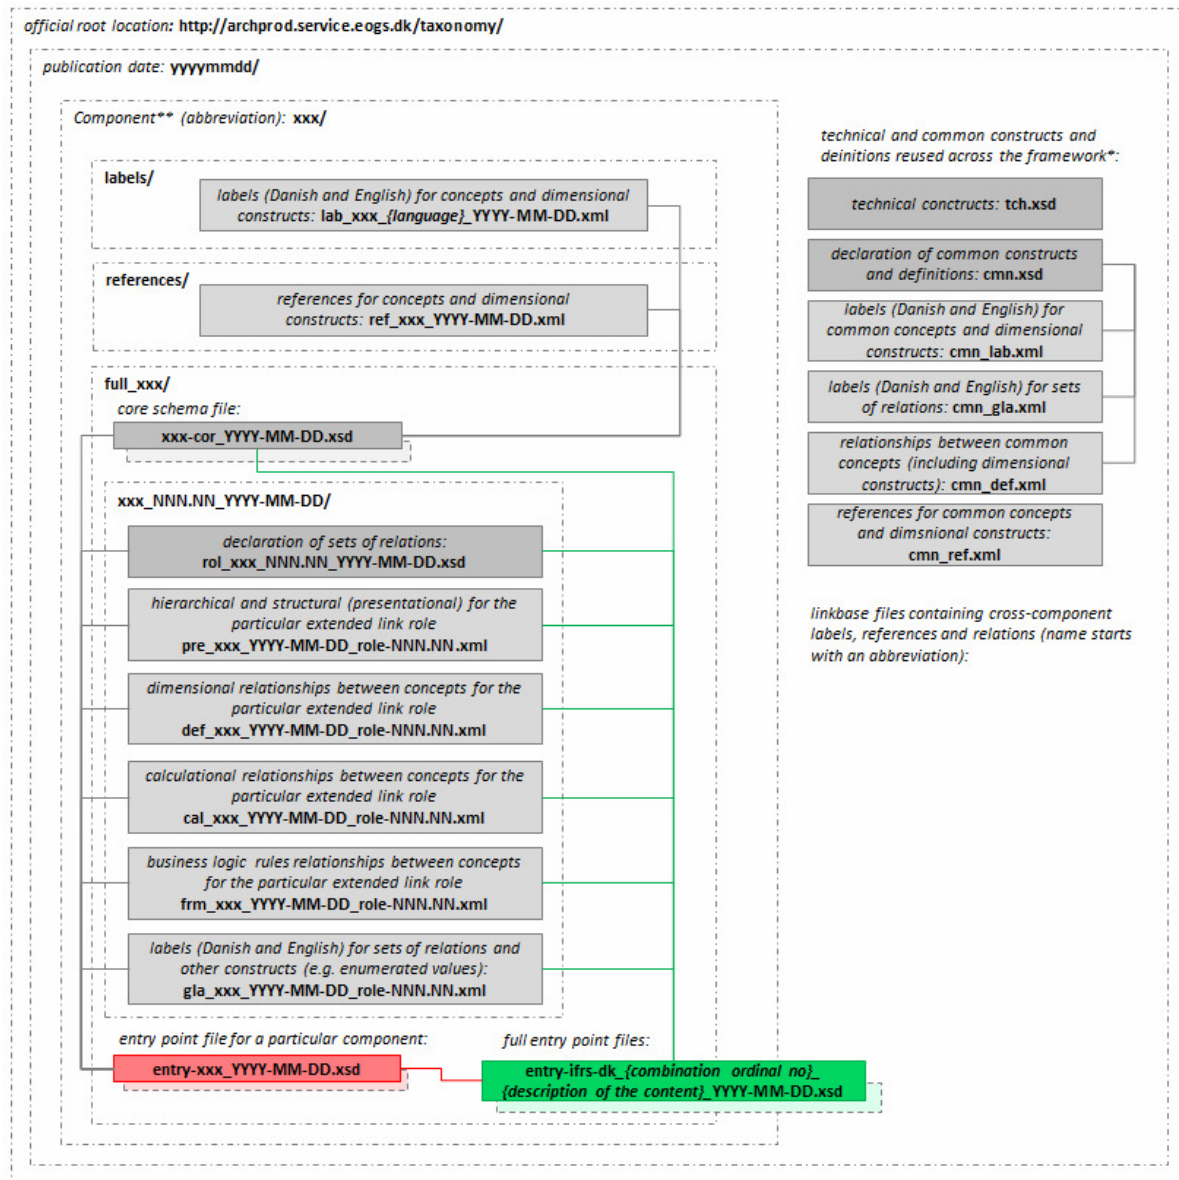 official root location: http://archprod.service.eogs.dk/taxonomy/
publication date: yyyymmdd/
Component** (abbreviation): xxx/
labels/
labels (Danish and English) for concepts and dimensional
constructs: lab_xxx_{language}_YYYY-MM-DD.xml
references/
references for concepts and dimensional
constructs: ref_xxx_YYYY-MM-DD.xml
full_xxx/
core schema file:
xxx-cor_YYYY-MM-DD.xsd
xxx_NNN.NN_YYYY-MM-DD/
declaration of sets of relations:
rol_xxx_NNN.NN_YYYY-MM-DD.xsd
hierarchical and structural (presentational) for the
particular extended link role
pre_xxx_YYYY-MM-DD_role-NNN.NN.xml
dimensional relationships between concepts for the
particular extended link role
def_xxx_YYYY-MM-DD_role-NNN.NN.xml
calculational relationships between concepts for the
particular extended link role
cal_xxx_YYYY-MM-DD_role-NNN.NN.xml
business logic rules relationships between concepts
for the particular extended link role
frm_xxx_YYYY-MM-DD_role-NNN.NN.xml
labels (Danish and English) for sets of relations and
other constructs (e.g. enumerated values):
gla_xxx_YYYY-MM-DD_role-NNN.NN.xml
entry point file for a particular component:
entry-xxx_YYYY-MM-DD.xsd
full entry point files:
entry-ifrs-dk_{combination ordinal no}_
{description of the content}_YYYY-MM-DD.xsd
technical and common constructs and
deinitions reused across the framework*:
technical conctructs: tch.xsd
declaration of common constructs
and definitions: cmn.xsd
labels (Danish and English) for
common concepts and dimensional
constructs: cmn_lab.xml
labels (Danish and English) for sets
of relations: cmn_gla.xml
relationships between common
concepts (including dimensional
constructs): cmn_def.xml
references for common concepts
and dimsnional constructs:
cmn_ref.xml
linkbase files containing cross-component
labels, references and relations (name starts
with an abbreviation):